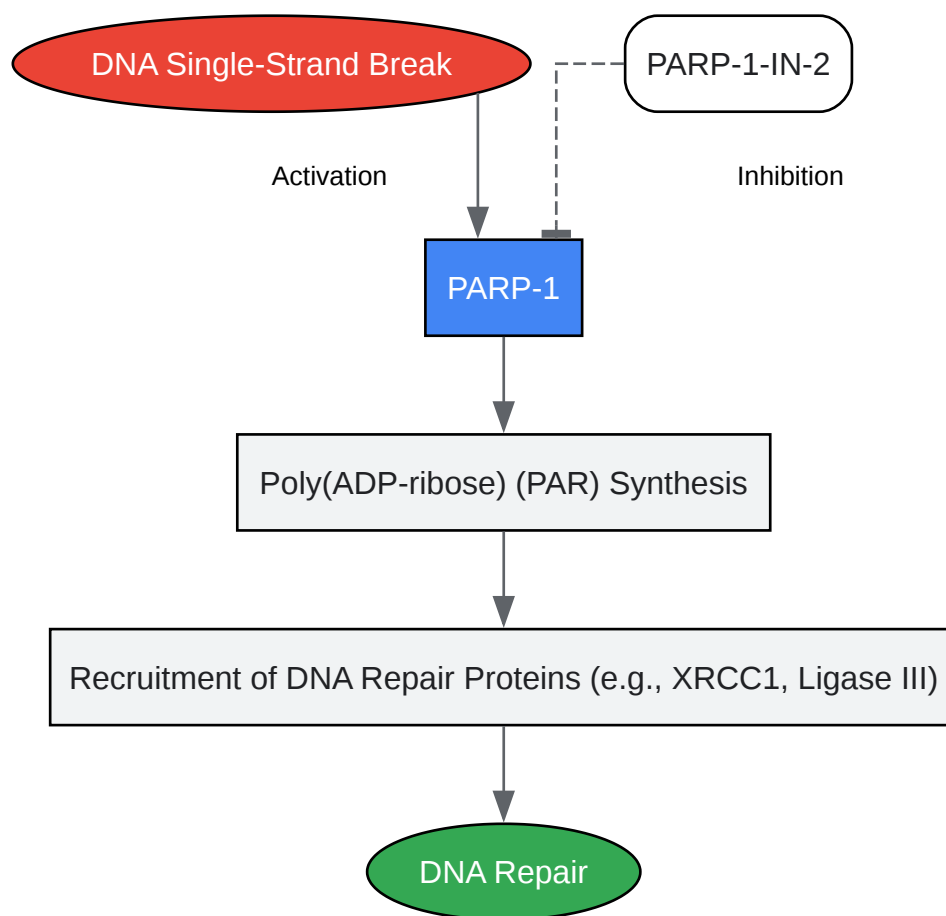 DNA Single-Strand Break
PARP-1-IN-2
Activation
Inhibition
PARP-1
Poly(ADP-ribose) (PAR) Synthesis
Recruitment of DNA Repair Proteins (e.g., XRCC1, Ligase III)
DNA Repair